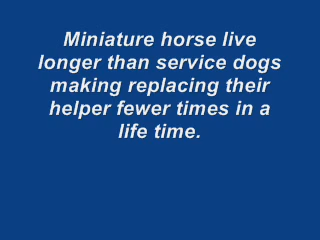 Miniature horse live
longer than service dogs
making replacing their
helper fewer times in a
life time.